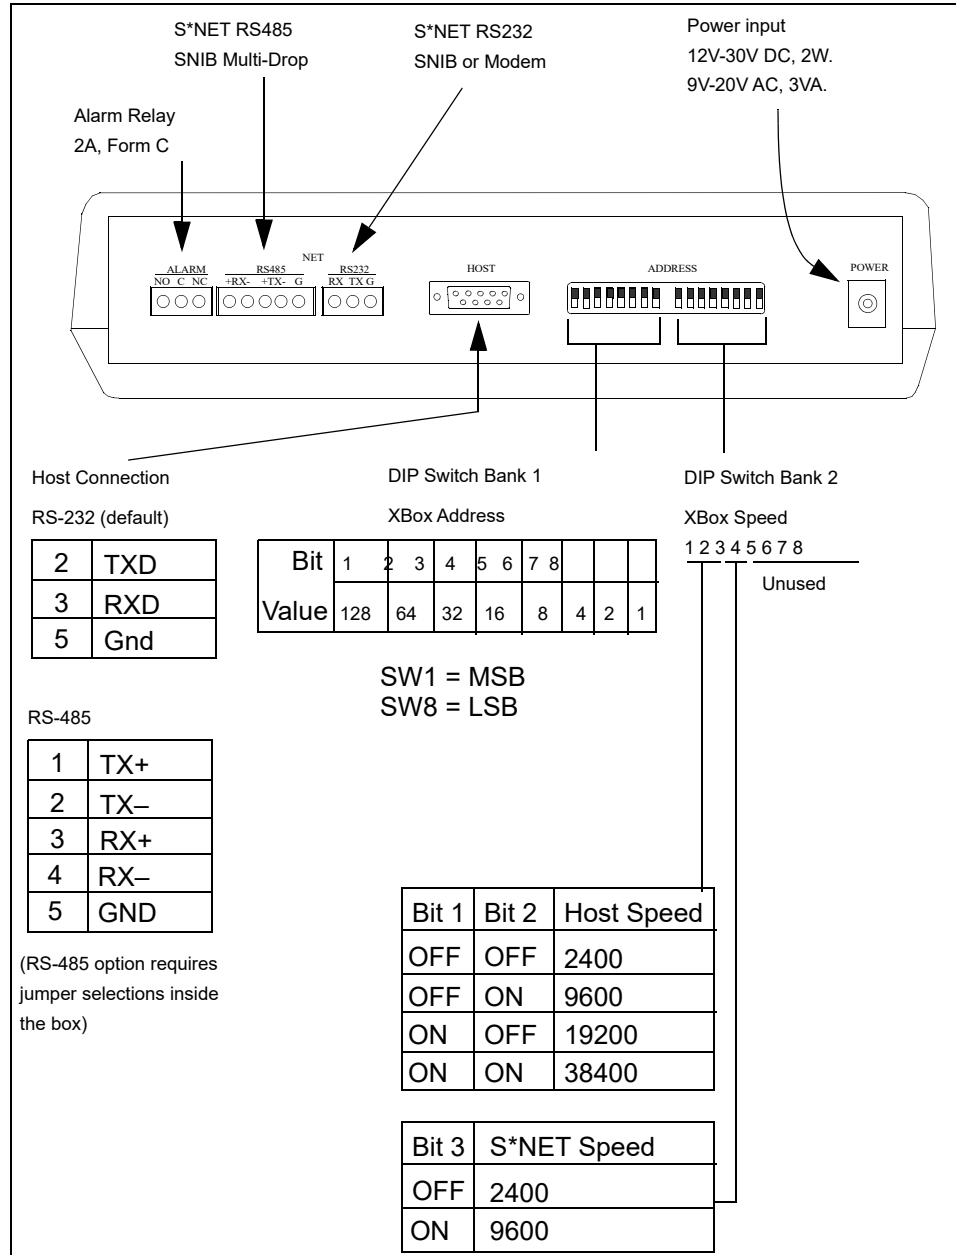 S*NET RS485
SNIB Multi-Drop
S*NET RS232
SNIB or Modem
Power input
12V-30V DC, 2W.
9V-20V AC, 3VA.
Alarm Relay
2A, Form C
NET
ALARM RS485 RS232 HOST ADDRESS POWER
NO C NC +RX- +TX- G RX TX G
Host Connection
RS-232 (default)
2 TXD
3 RXD
5 Gnd
DIP Switch Bank 1
XBox Address
Bit 1 2 3 4 5 6 7 8
Value 128 64 32 16 8 4 2 1
SW1 = MSB
SW8 = LSB
DIP Switch Bank 2
XBox Speed
1 2 3 4 5 6 7 8
Unused
RS-485
1 TX+
2 TX–
3 RX+
4 RX–
5 GND
(RS-485 option requires
jumper selections inside
the box)
Bit 1 Bit 2 Host Speed
OFF OFF 2400
OFF ON 9600
ON OFF 19200
ON ON 38400
Bit 3 S*NET Speed
OFF 2400
ON 9600